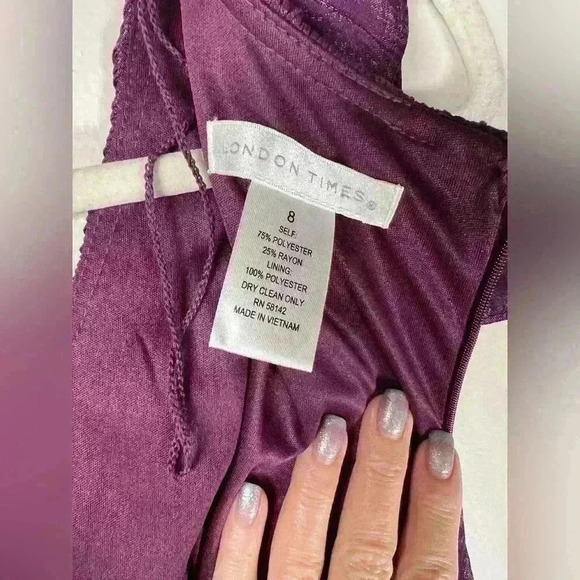 LONDON TIMES®
8
SELF:
75% POLYESTER
25% RAYON
LINING:
100% POLYESTER
DRY CLEAN ONLY
RN 58142
MADE IN VIETNAM